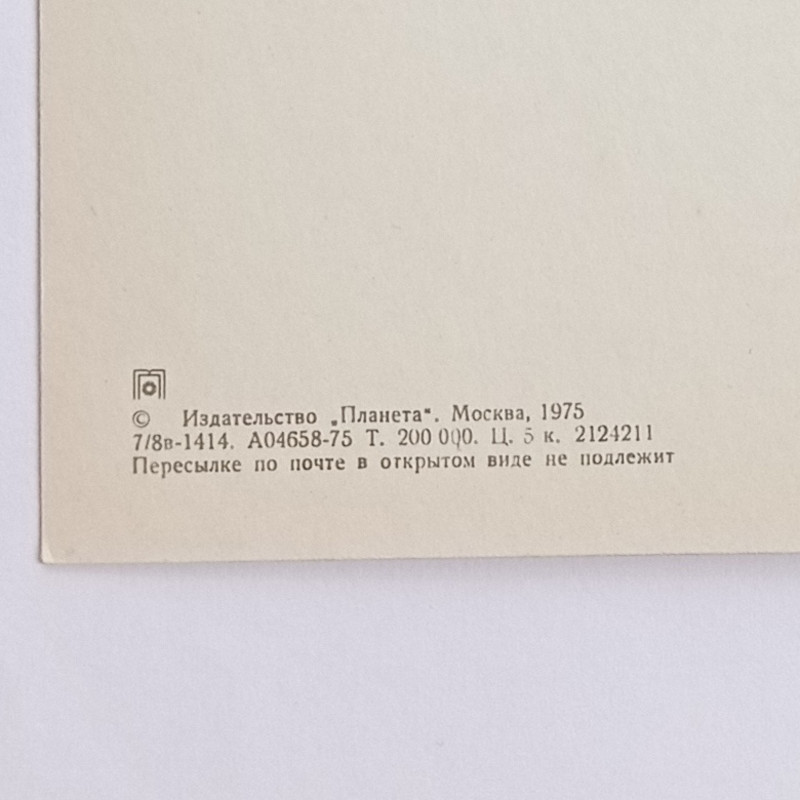 © Издательство „Планета“. Москва, 1975
7/8в-1414. А04658-75 Т. 200 000. Ц. 5 к. 2124211
Пересылке по почте в открытом виде не подлежит